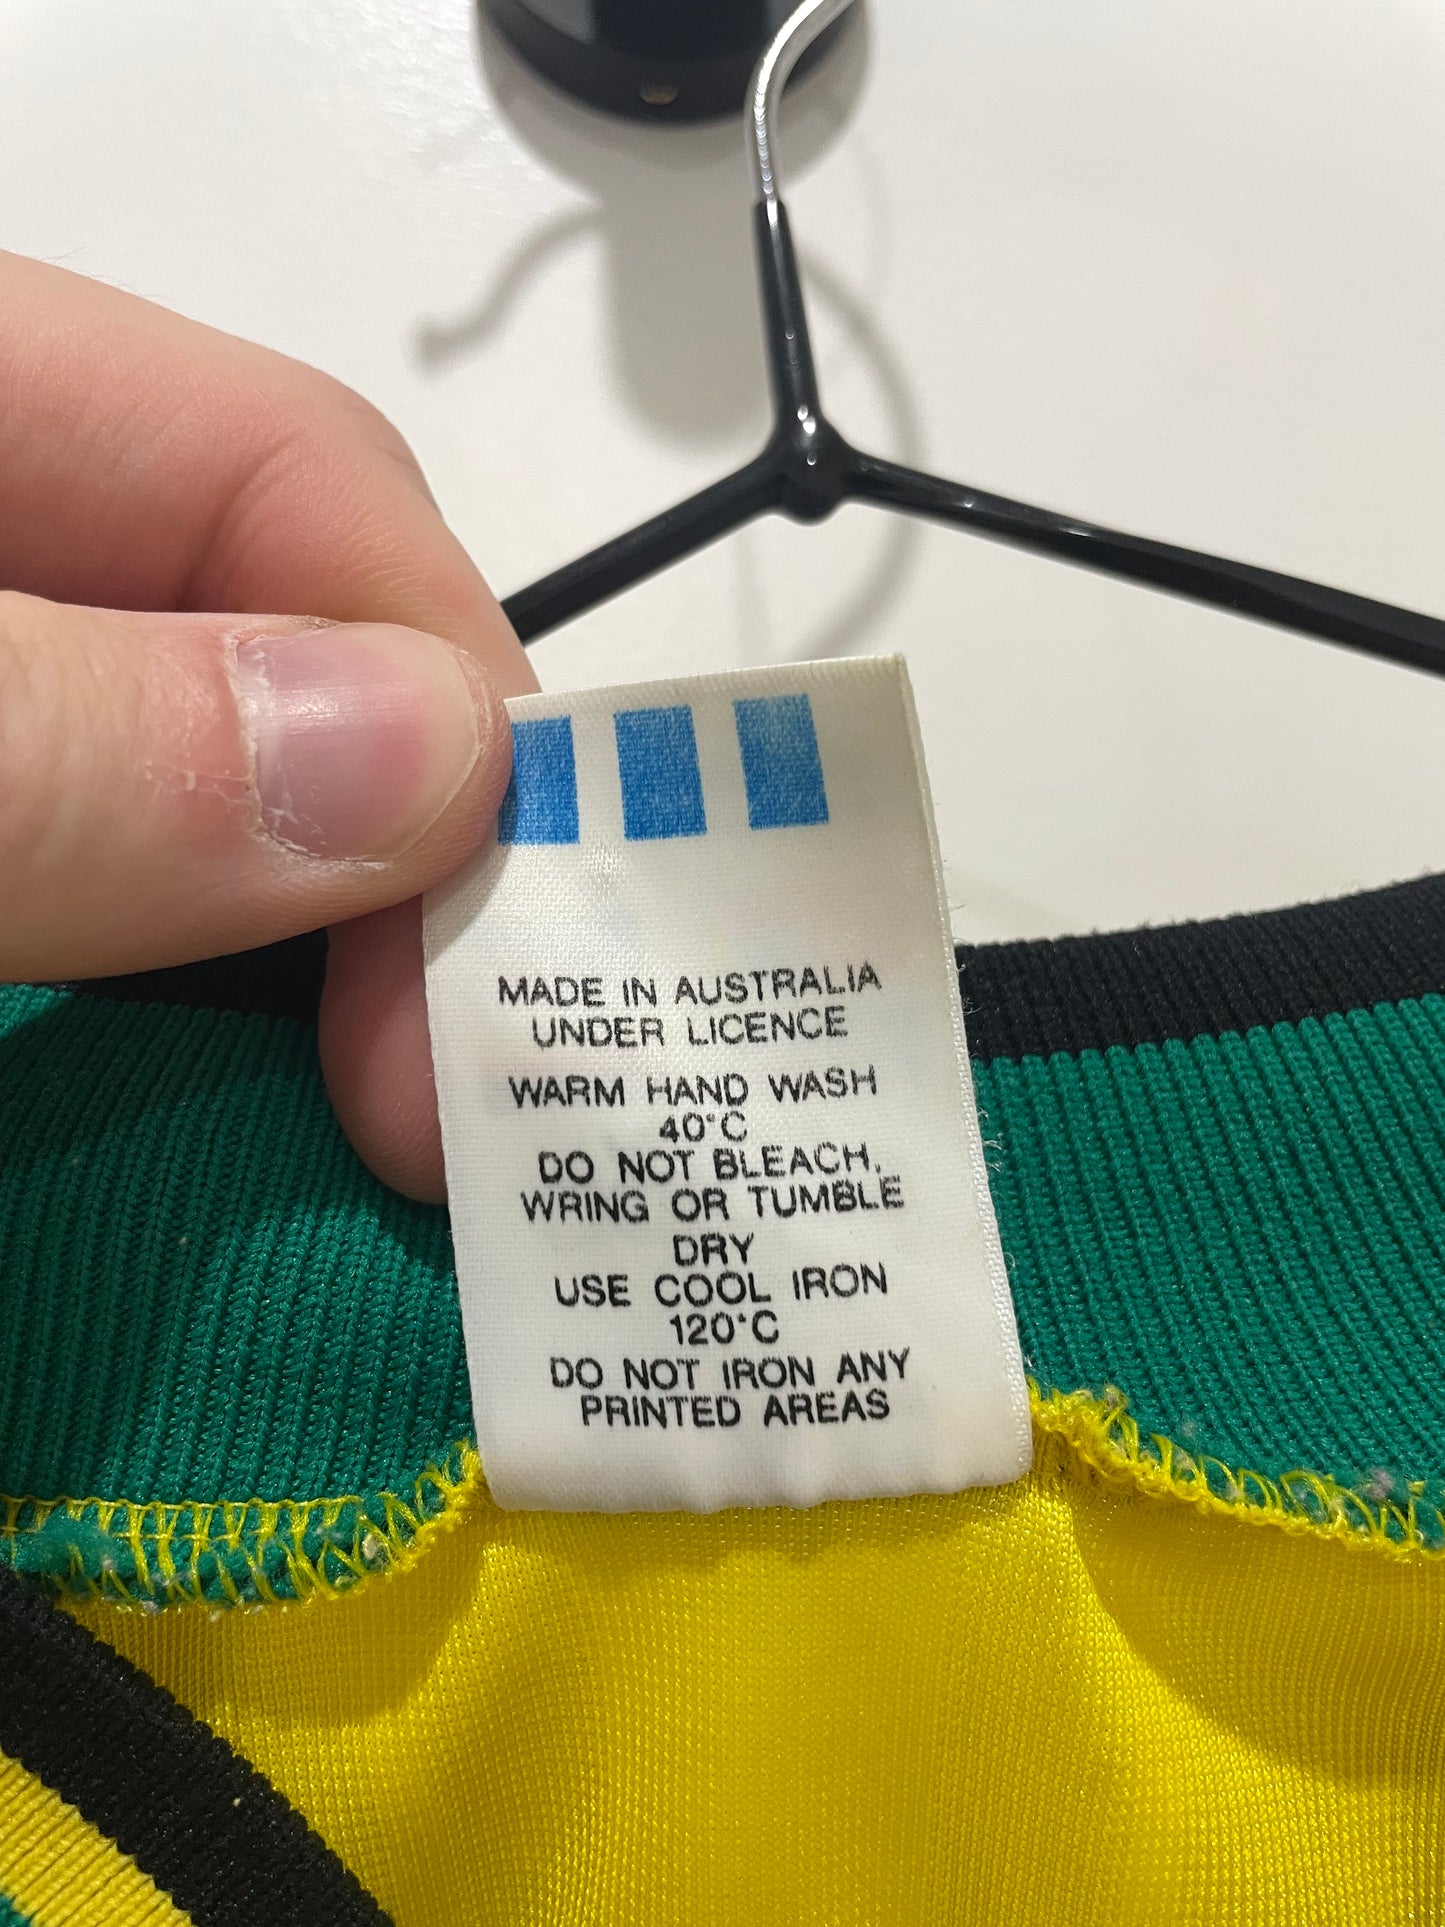 MADE IN AUSTRALIA
UNDER LICENCE
WARM HAND WASH
40°C
DO NOT BLEACH,
WRING OR TUMBLE
DRY
USE COOL IRON
120°C
DO NOT IRON ANY
PRINTED AREAS